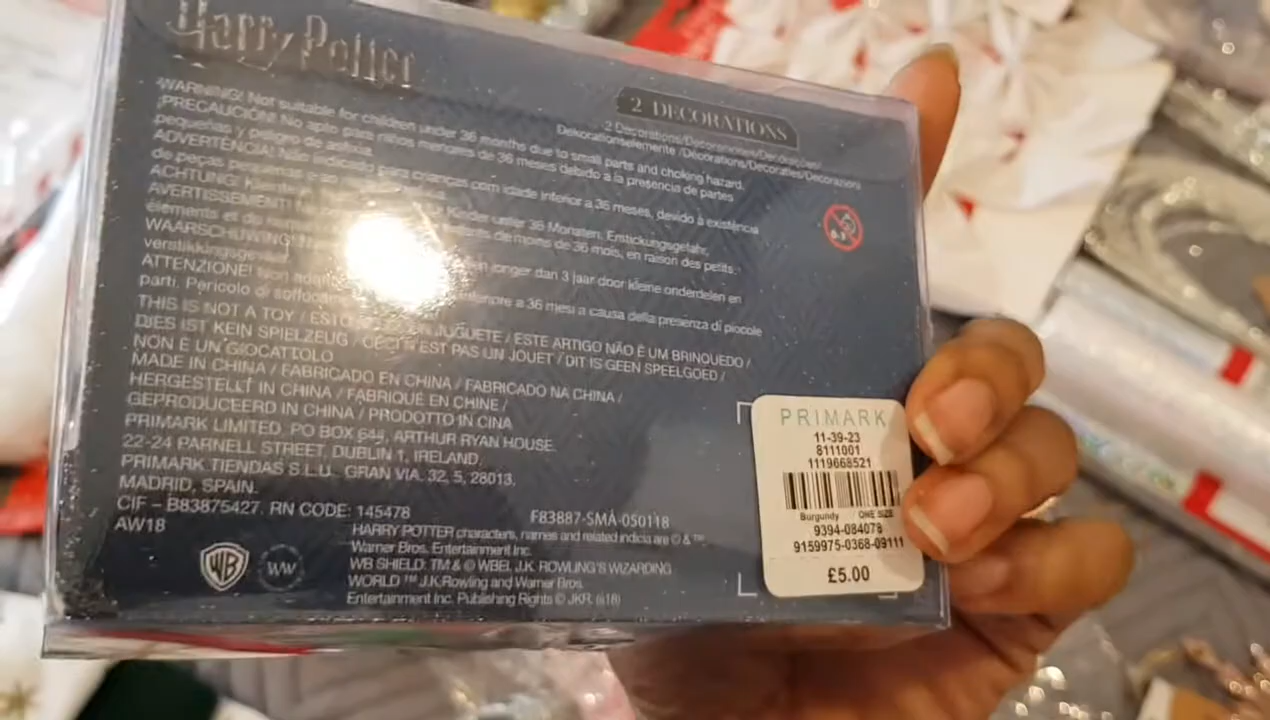 Harry Potter
2 DECORATIONS
2 Decorations/Decoraciones/Decorações/
Dekorationselemente /Décorations/Decoraties/Decorazioni
WARNING! Not suitable for children under 36 months due to small parts and choking hazard.
¡PRECAUCIÓN! No apto para niños menores de 36 meses debido a la presencia de partes
pequeñas y peligro de asfixia.
ADVERTÊNCIA! Não indicado para crianças com idade inferior a 36 meses, devido à existência
de peças pequenas
ACHTUNG! Kinder unter 36 Monaten. Erstickungsgefahr,
AVERTISSEMENT! de moins de 36 mois, en raison des petits
éléments et du
WAARSCHUWING! longer dan 3 jaar door kleine onderdelen en
verstikkingsgevaar
ATTENZIONE! Non inferiore a 36 mesi a causa della presenza di piccole
parti. Pericolo di
THIS IS NOT A TOY / ESTO JUGUETE / ESTE ARTIGO NÃO É UM BRINQUEDO /
DIES IST KEIN SPIELZEUG / CECI N'EST PAS UN JOUET / DIT IS GEEN SPEELGOED /
NON È UN GIOCATTOLO
MADE IN CHINA / FABRICADO EN CHINA / FABRICADO NA CHINA /
HERGESTELLT IN CHINA / FABRIQUÉ EN CHINE /
GEPRODUCEERD IN CHINA / PRODOTTO IN CINA
PRIMARK LIMITED, PO BOX 644, ARTHUR RYAN HOUSE.
22-24 PARNELL STREET, DUBLIN 1, IRELAND.
PRIMARK TIENDAS S.L.U. GRAN VIA, 32, 5, 28013.
MADRID, SPAIN.
CIF – B83875427. RN CODE: 145478
F83887-SMA-050118
AW18
HARRY POTTER characters, names and related indicia are © & ™
Warner Bros. Entertainment Inc.
WB SHIELD: TM & © WBEI. J.K. ROWLING'S WIZARDING
WORLD ™ J.K. Rowling and Warner Bros.
Entertainment Inc. Publishing Rights © JKR. (s18)
WB
WW
0-3
PRIMARK
11-39-23
8111001
1119668521
Burgundy ONE SIZE
9394-084078
9159975-0368-09111
£5.00